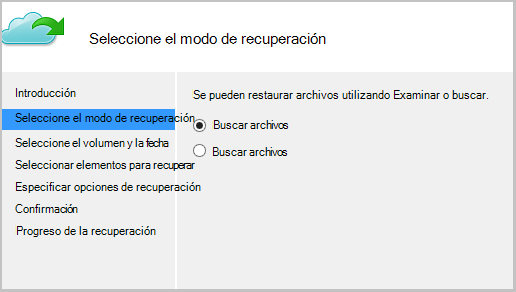 Seleccione el modo de recuperación
Introducción
Seleccione el modo de recuperación
Seleccione el volumen y la fecha
Seleccionar elementos para recuperar
Especificar opciones de recuperación
Confirmación
Progreso de la recuperación
Se pueden restaurar archivos utilizando Examinar o buscar.
Buscar archivos
Buscar archivos